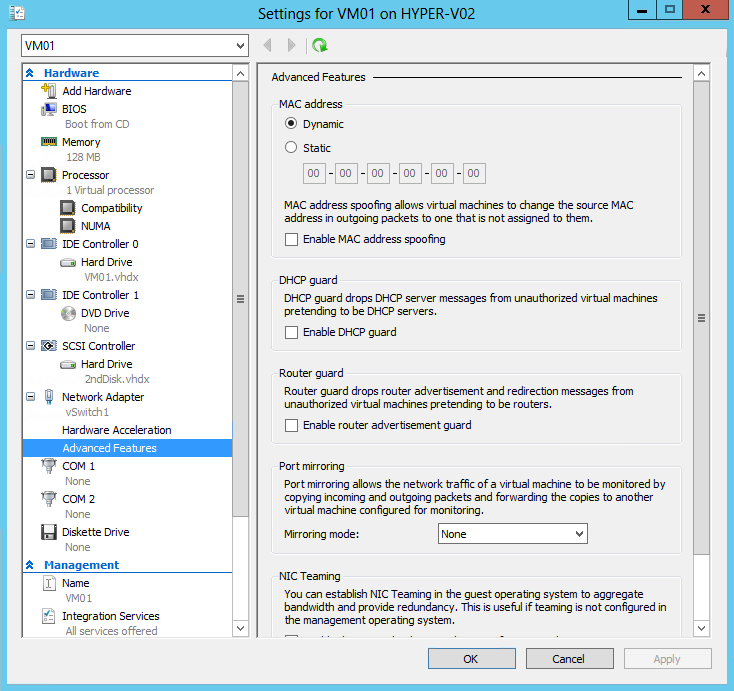 Settings for VM01 on HYPER-V02
VM01
Hardware
Add Hardware
BIOS
Boot from CD
Memory
128 MB
Processor
1 Virtual processor
Compatibility
NUMA
IDE Controller 0
Hard Drive
VM01.vhdx
IDE Controller 1
DVD Drive
None
SCSI Controller
Hard Drive
2ndDisk.vhdx
Network Adapter
vSwitch1
Hardware Acceleration
Advanced Features
COM 1
None
COM 2
None
Diskette Drive
None
Management
Name
VM01
Integration Services
All services offered
Advanced Features
MAC address
Dynamic
Static
00 - 00 - 00 - 00 - 00 - 00
MAC address spoofing allows virtual machines to change the source MAC
address in outgoing packets to one that is not assigned to them.
Enable MAC address spoofing
DHCP guard
DHCP guard drops DHCP server messages from unauthorized virtual machines
pretending to be DHCP servers.
Enable DHCP guard
Router guard
Router guard drops router advertisement and redirection messages from
unauthorized virtual machines pretending to be routers.
Enable router advertisement guard
Port mirroring
Port mirroring allows the network traffic of a virtual machine to be monitored by
copying incoming and outgoing packets and forwarding the copies to another
virtual machine configured for monitoring.
Mirroring mode: None
NIC Teaming
You can establish NIC Teaming in the guest operating system to aggregate
bandwidth and provide redundancy. This is useful if teaming is not configured in
the management operating system.
OK Cancel Apply